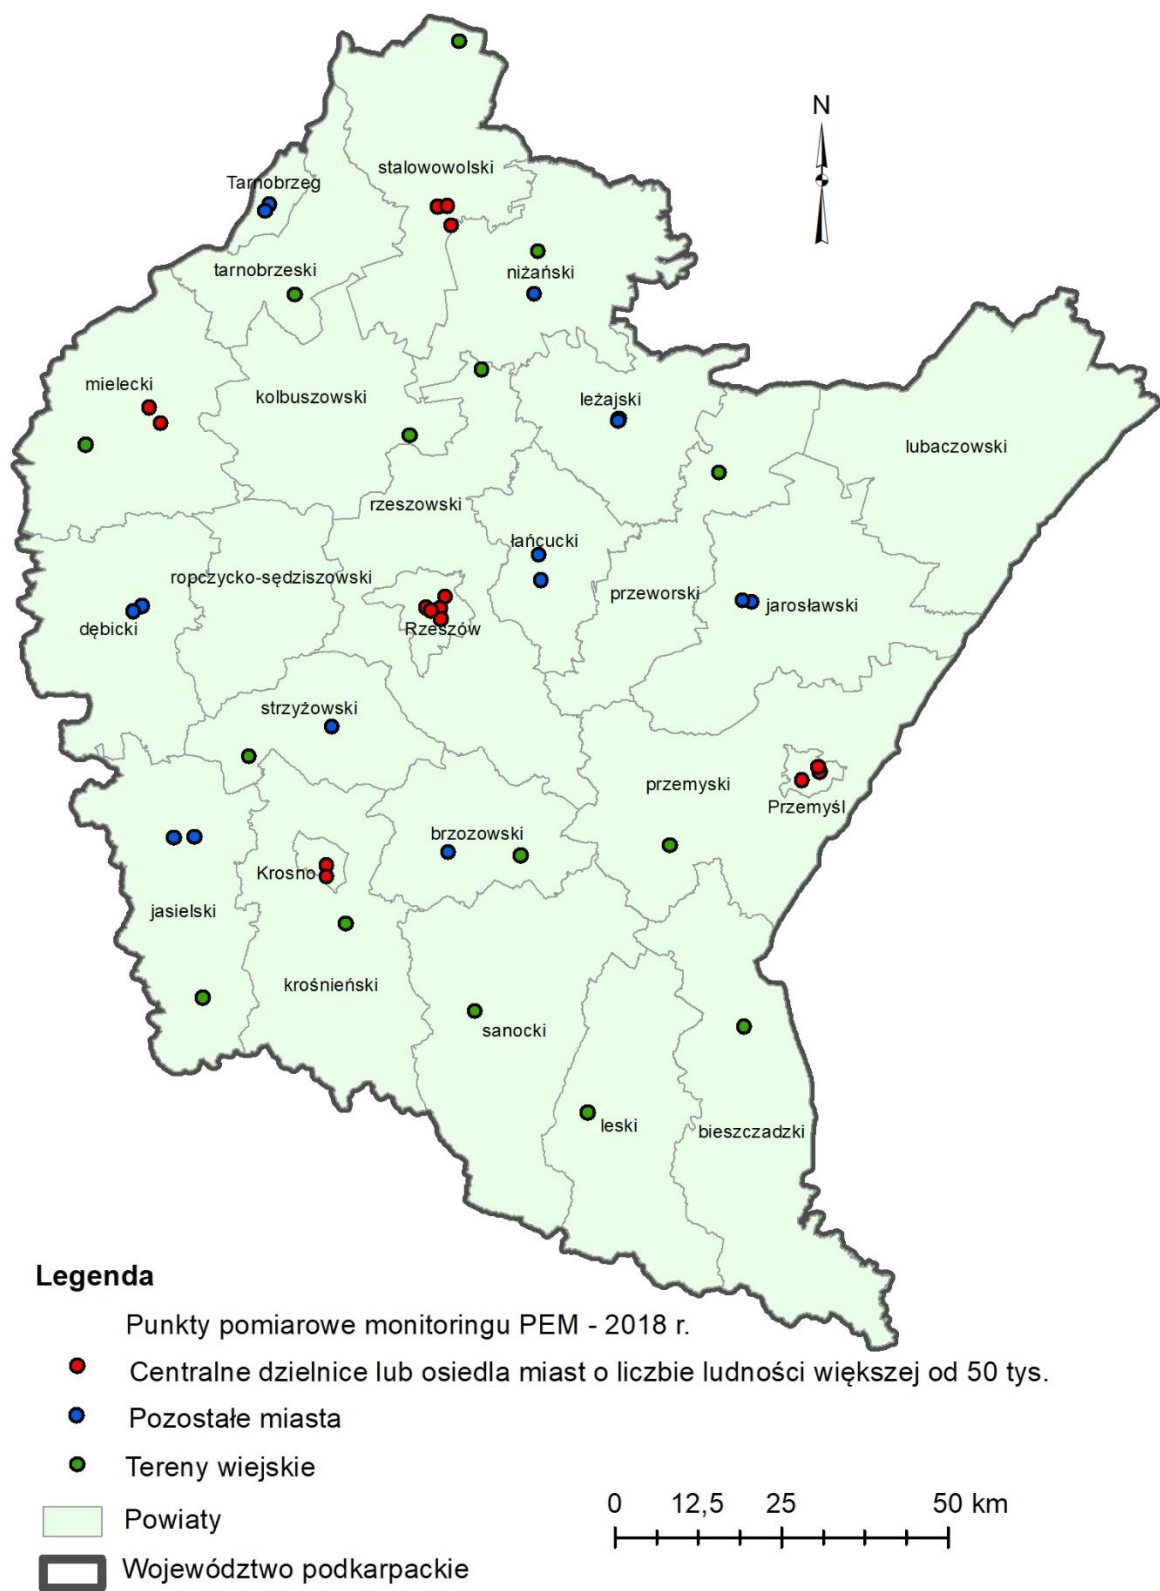 N
stalowowolski
Tarnobrzeg
tarnobrzeski
niżański
mielecki
kolbuszowski
leżajski
lubaczowski
rzeszowski
łańcucki
ropczycko-sędziszowski
przeworski
jarosławski
dębicki
Rzeszów
strzyżowski
przemyski
Przemyśl
brzozowski
Krosno
jasielski
krośnieński
sanocki
leski
bieszczadzki
Legenda
Punkty pomiarowe monitoringu PEM - 2018 r.
Centralne dzielnice lub osiedla miast o liczbie ludności większej od 50 tys.
Pozostałe miasta
Tereny wiejskie
Powiaty
Województwo podkarpackie
0 12,5 25 50 km